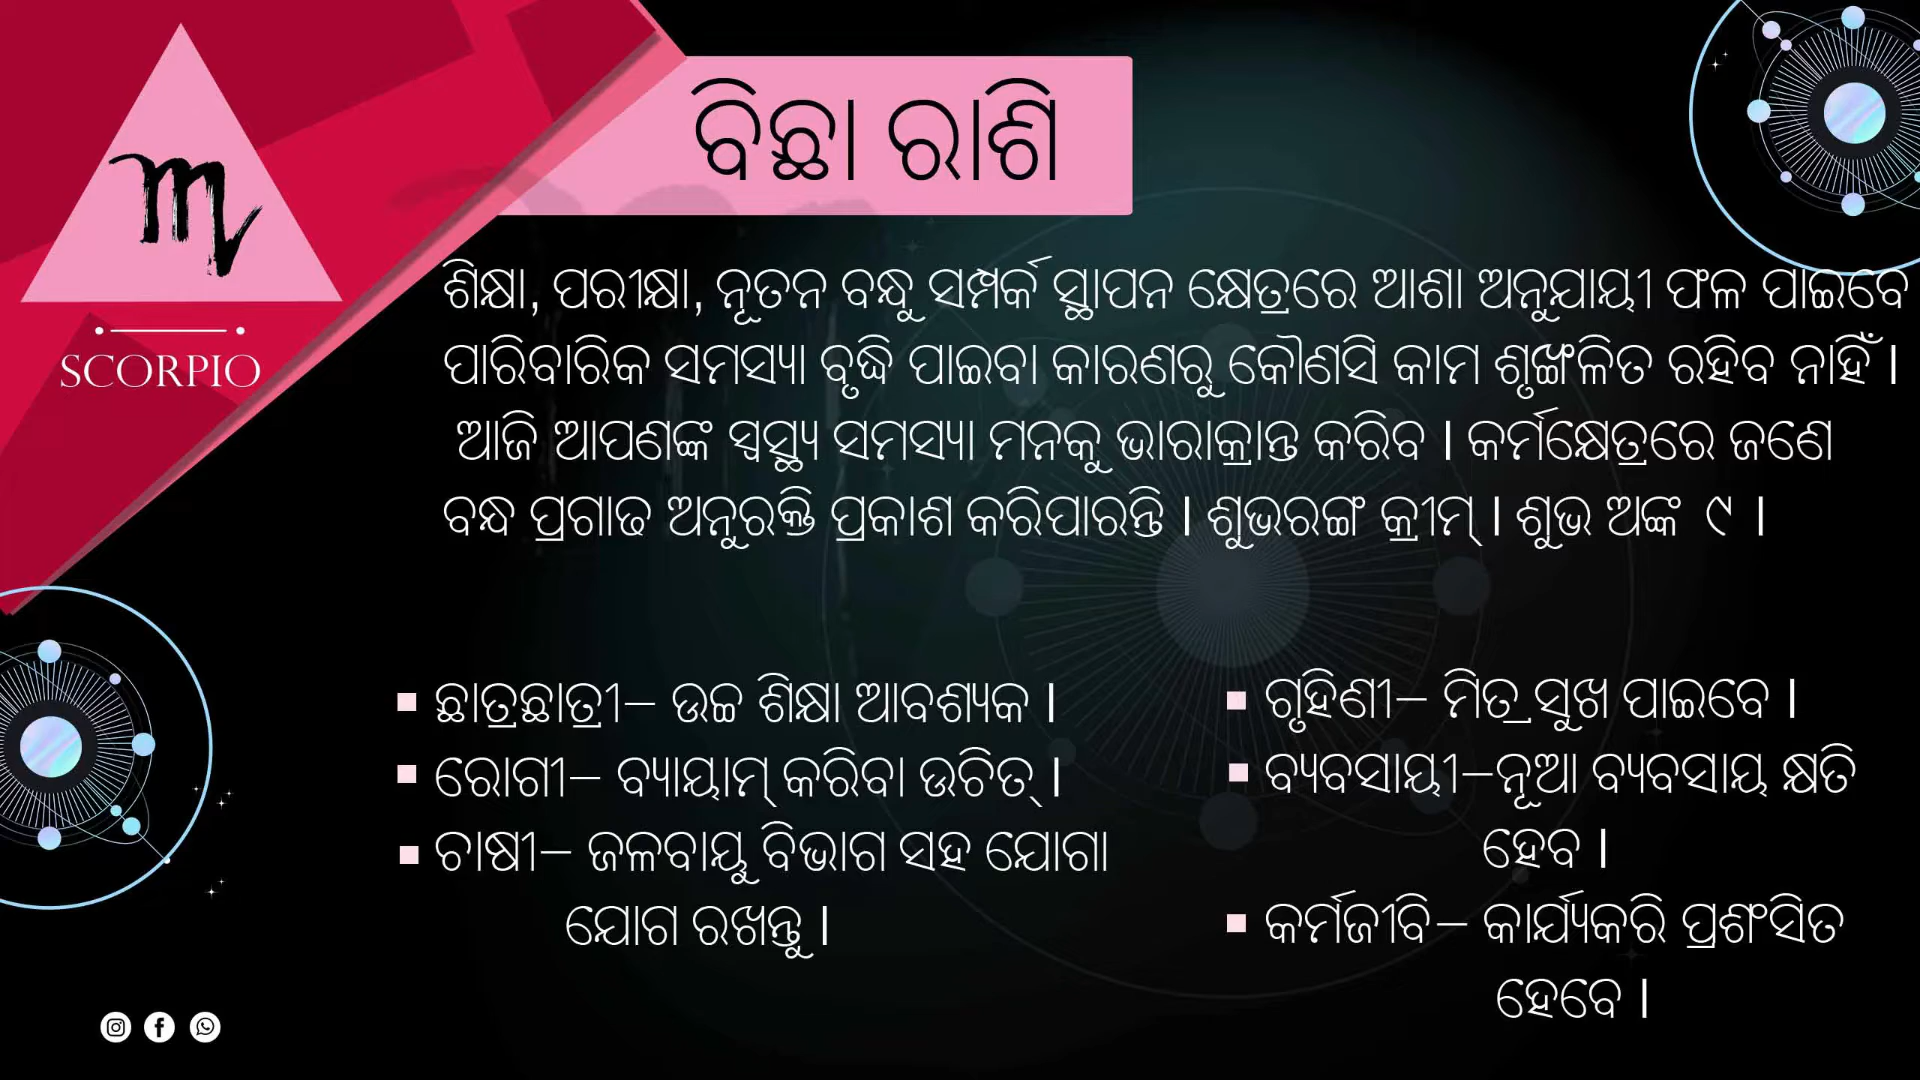 ବିଛା ରାଶି
SCORPIO
ଶିକ୍ଷା, ପରୀକ୍ଷା, ନୂତନ ବନ୍ଧୁ ସମ୍ପର୍କ ସ୍ଥାପନ କ୍ଷେତ୍ରରେ ଆଶା ଅନୁଯାୟୀ ଫଳ ପାଇବେ
ପାରିବାରିକ ସମସ୍ୟା ବୃଦ୍ଧି ପାଇବା କାରଣରୁ କୌଣସି କାମ ଶୃଙ୍ଖଳିତ ରହିବ ନାହିଁ ।
ଆଜି ଆପଣଙ୍କ ସ୍ୱସ୍ଥ୍ୟ ସମସ୍ୟା ମନକୁ ଭାରାକ୍ରାନ୍ତ କରିବ । କର୍ମକ୍ଷେତ୍ରରେ ଜଣେ
ବନ୍ଧ ପ୍ରଗାଢ ଅନୁରକ୍ତି ପ୍ରକାଶ କରିପାରନ୍ତି । ଶୁଭରଙ୍ଗ କ୍ରୀମ୍ । ଶୁଭ ଅଙ୍କ ୯ ।
ଛାତ୍ରଛାତ୍ରୀ– ଉଚ୍ଚ ଶିକ୍ଷା ଆବଶ୍ୟକ ।
ରୋଗୀ– ବ୍ୟାୟାମ୍ କରିବା ଉଚିତ୍ ।
ଚାଷୀ– ଜଳବାୟୁ ବିଭାଗ ସହ ଯୋଗା
ଯୋଗ ରଖନ୍ତୁ ।
ଗୃହିଣୀ– ମିତ୍ର ସୁଖ ପାଇବେ ।
ବ୍ୟବସାୟୀ–ନୂଆ ବ୍ୟବସାୟ କ୍ଷତି
ହେବ ।
କର୍ମଜୀବି– କାର୍ଯ୍ୟକରି ପ୍ରଶଂସିତ
ହେବେ ।